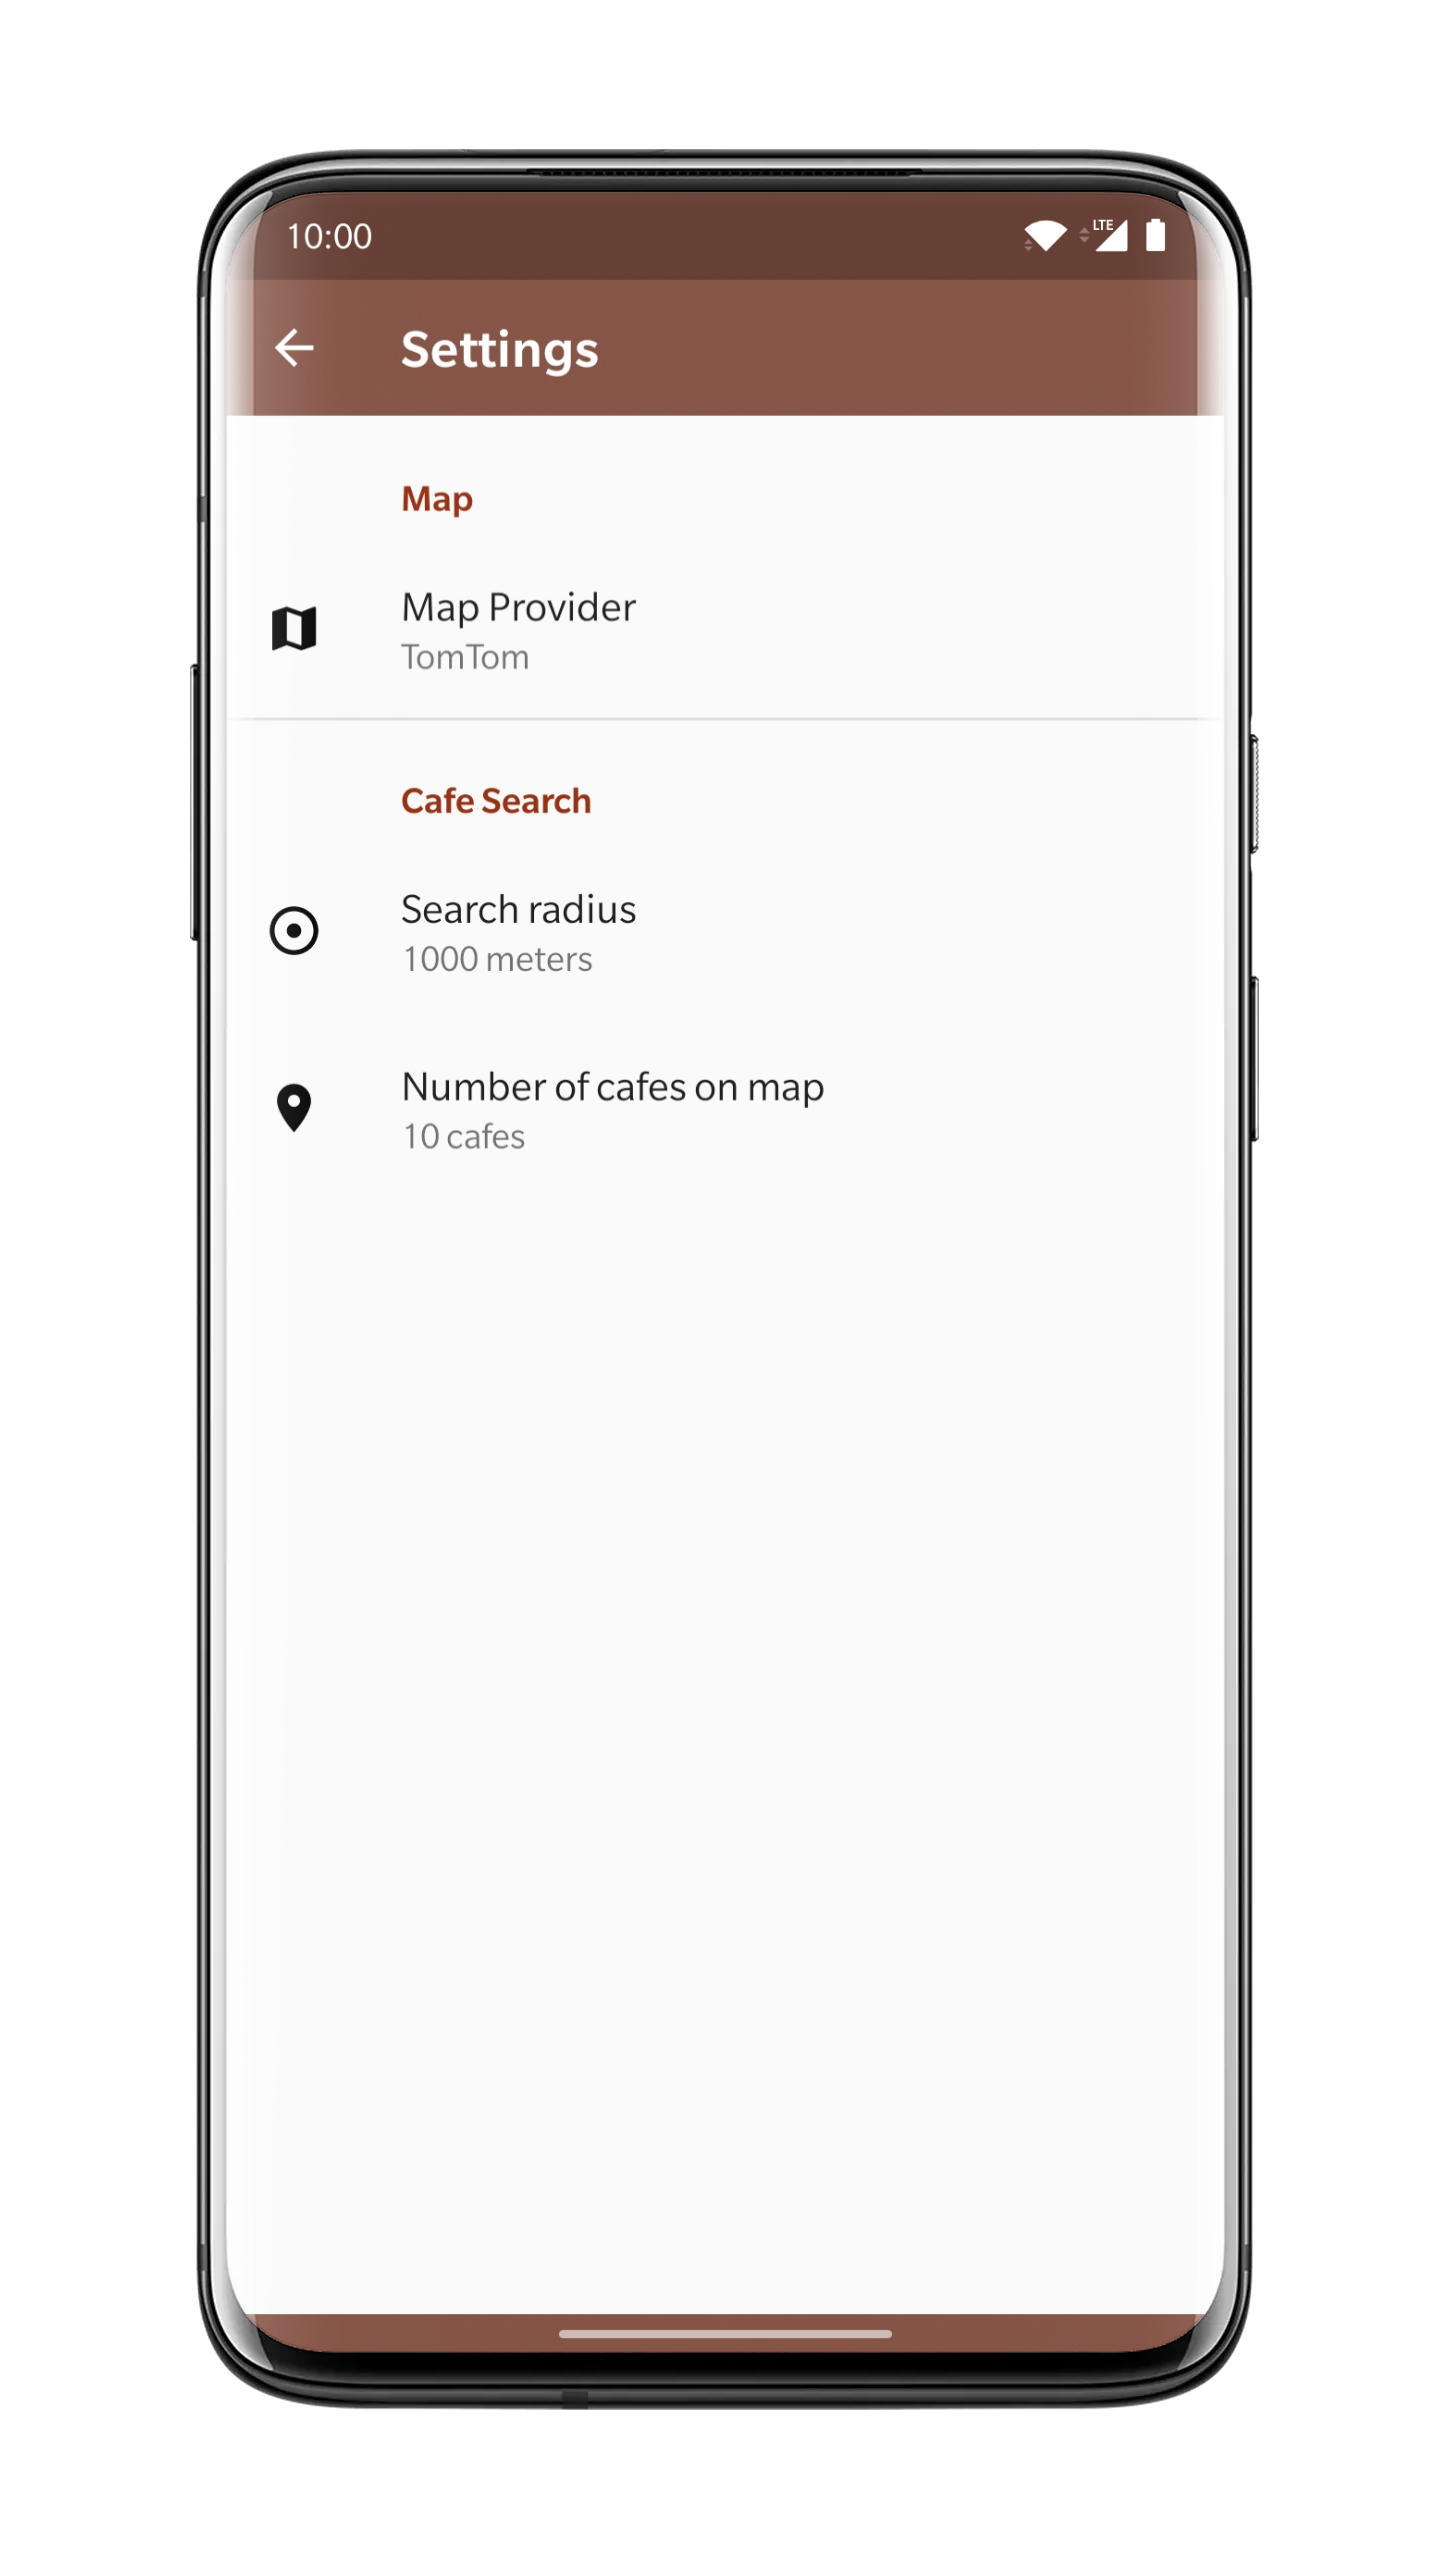 10:00
LTE
Settings
Map
Map Provider
TomTom
Cafe Search
Search radius
1000 meters
Number of cafes on map
10 cafes